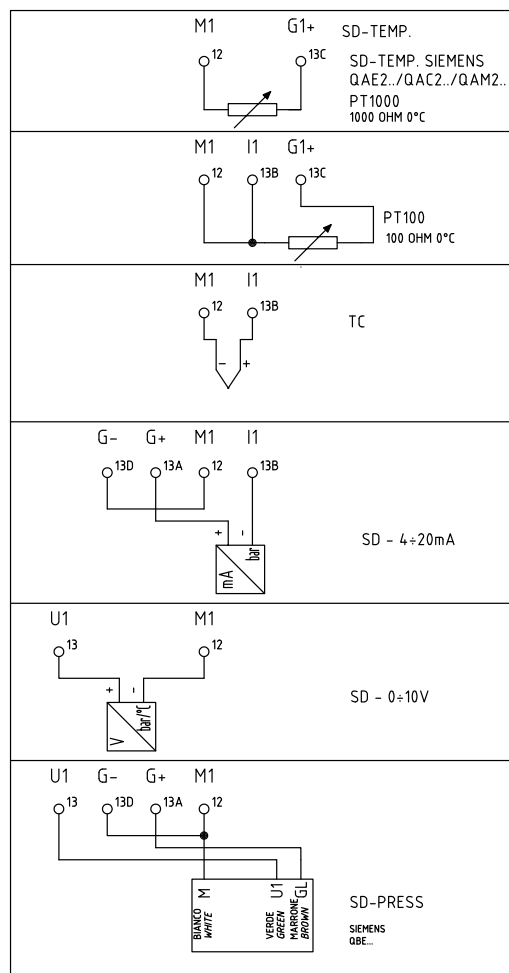 M1 G1+ SD-TEMP.
12 13C SD-TEMP. SIEMENS
QAE2../QAC2../QAM2..
PT1000
1000 OHM 0°C
M1 I1 G1+
12 13B 13C
PT100
100 OHM 0°C
M1 I1
12 13B
TC
- +
G- G+ M1 I1
13D 13A 12 13B
+ -
mA bar
SD - 4÷20mA
U1 M1
13 12
+ -
V bar/°C
SD - 0÷10V
U1 G- G+ M1
13 13D 13A 12
M U1 GL
BIANCO
WHITE
VERDE
GREEN
MARRONE
BROWN
SD-PRESS
SIEMENS
QBE...